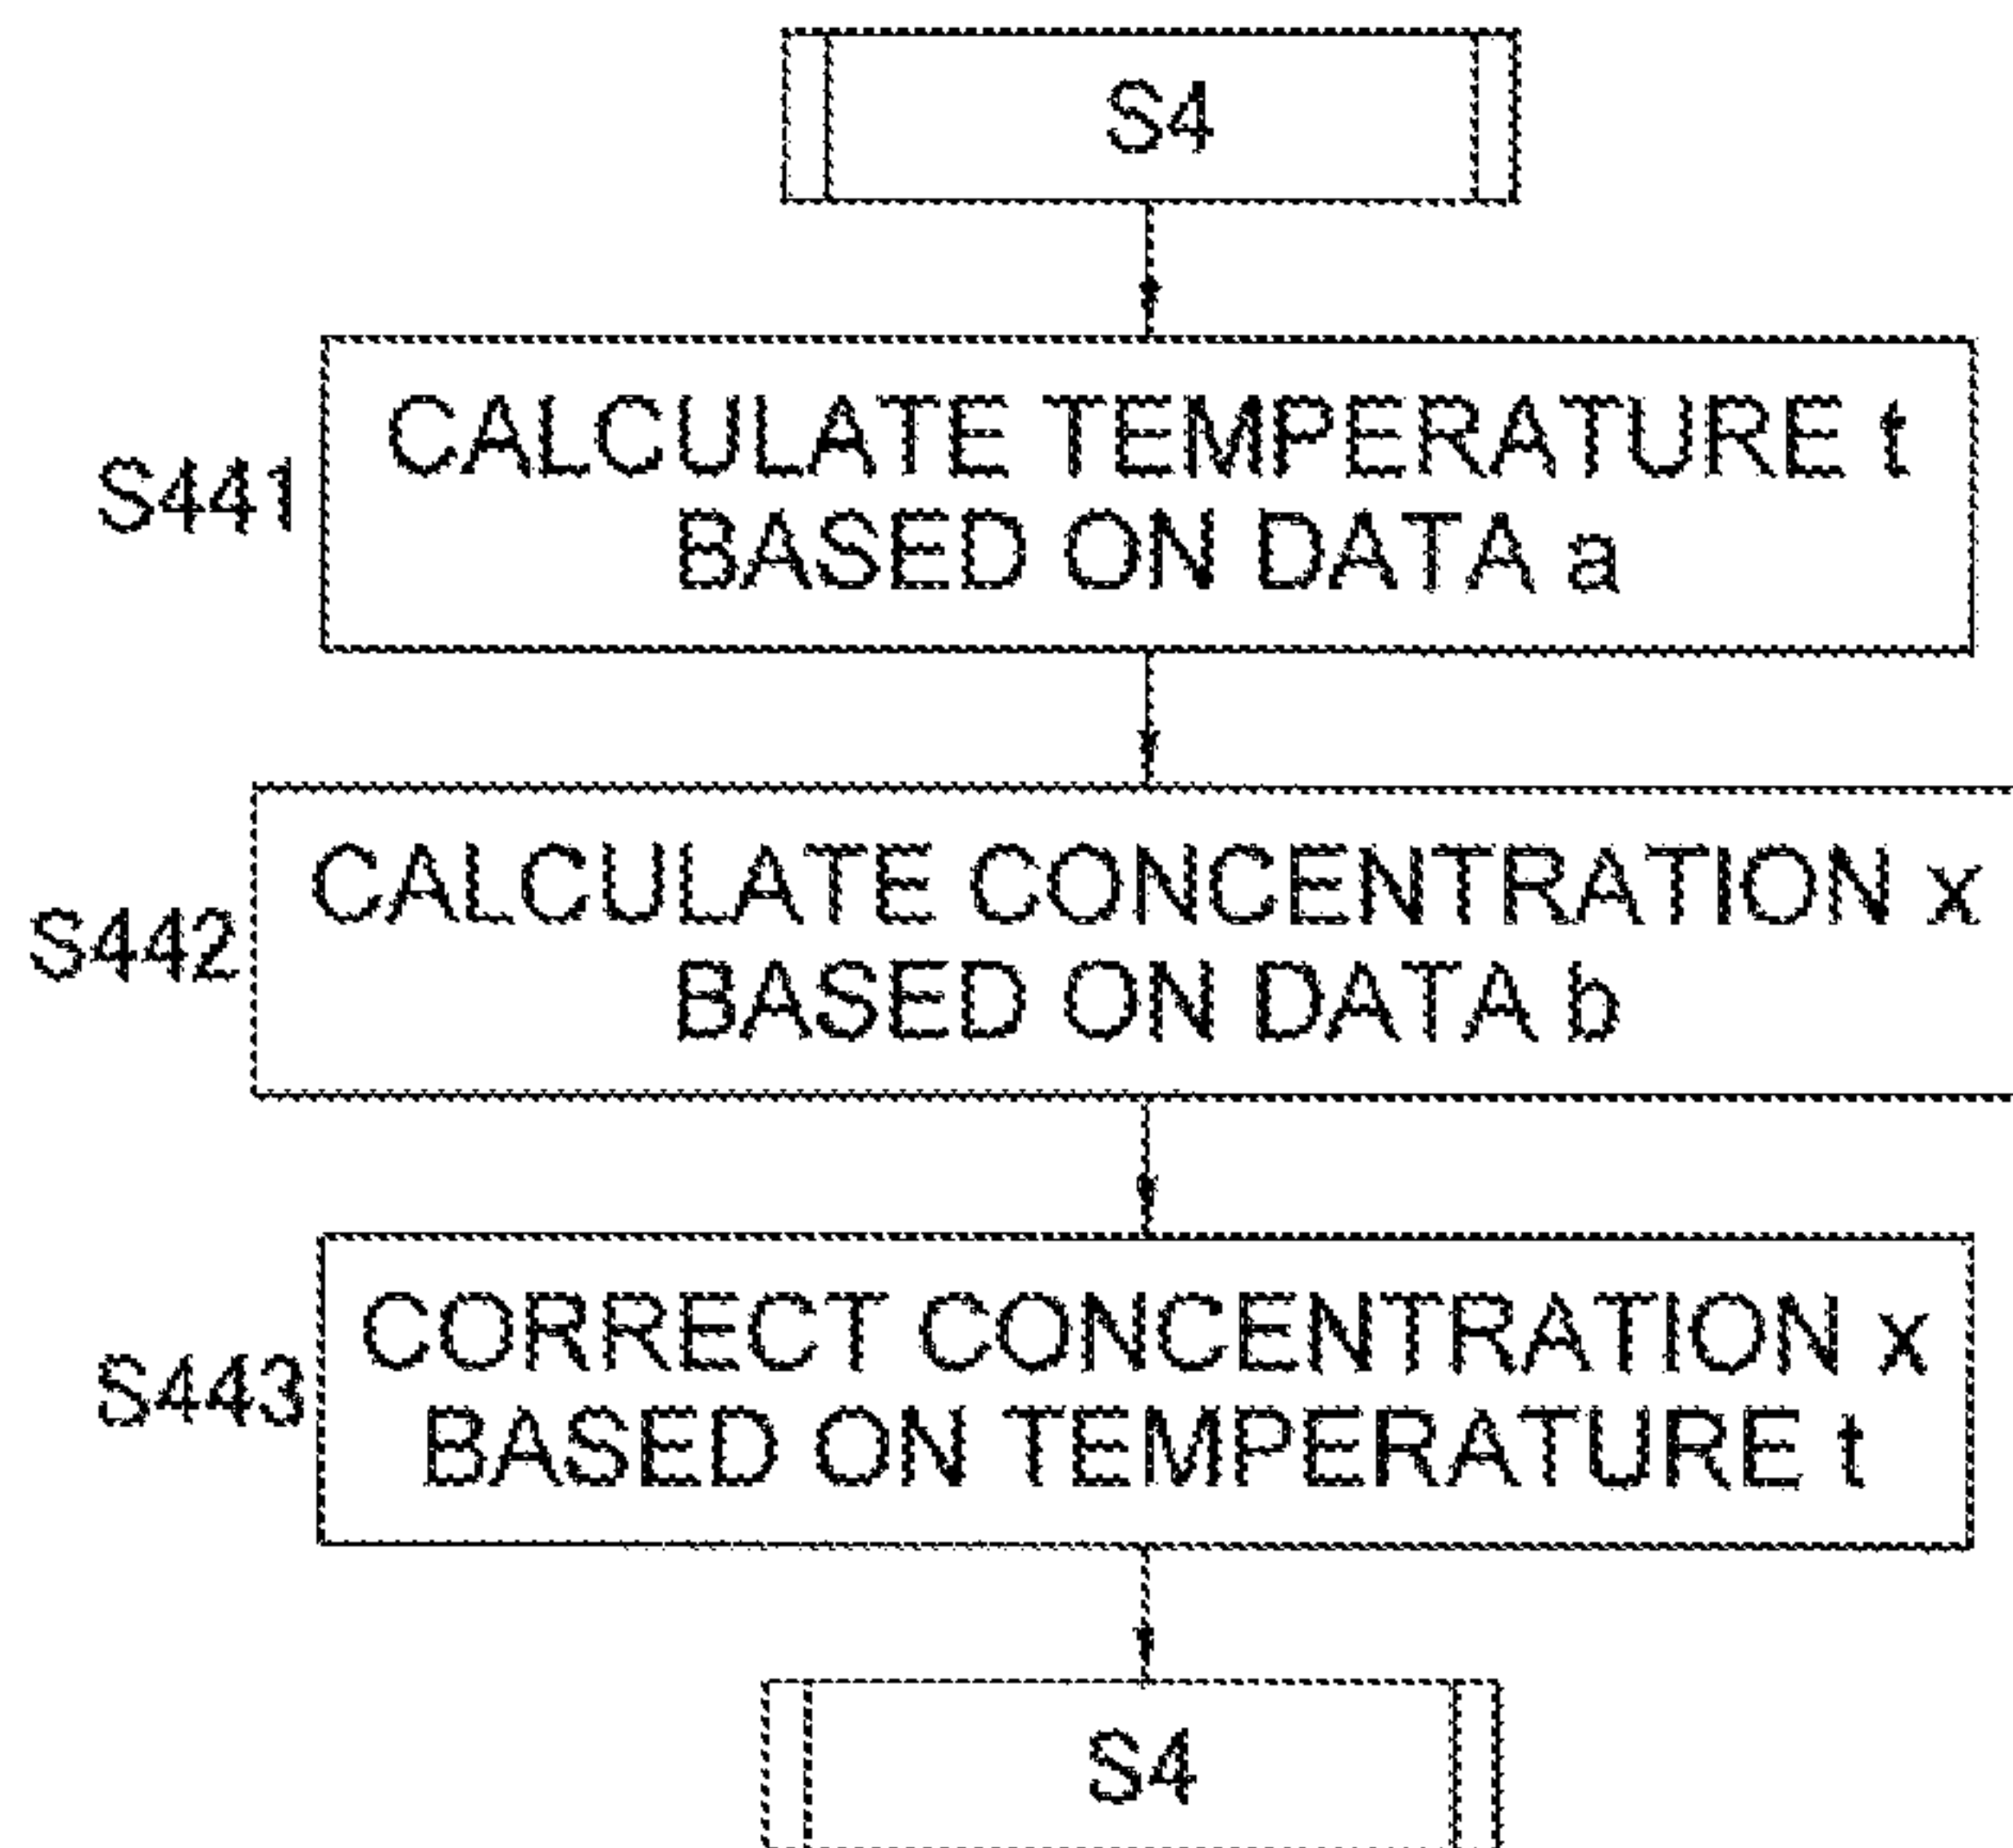 S4
S441
CALCULATE TEMPERATURE t
BASED ON DATA a
S442
CALCULATE CONCENTRATION x
BASED ON DATA b
S443
CORRECT CONCENTRATION x
BASED ON TEMPERATURE t
S4